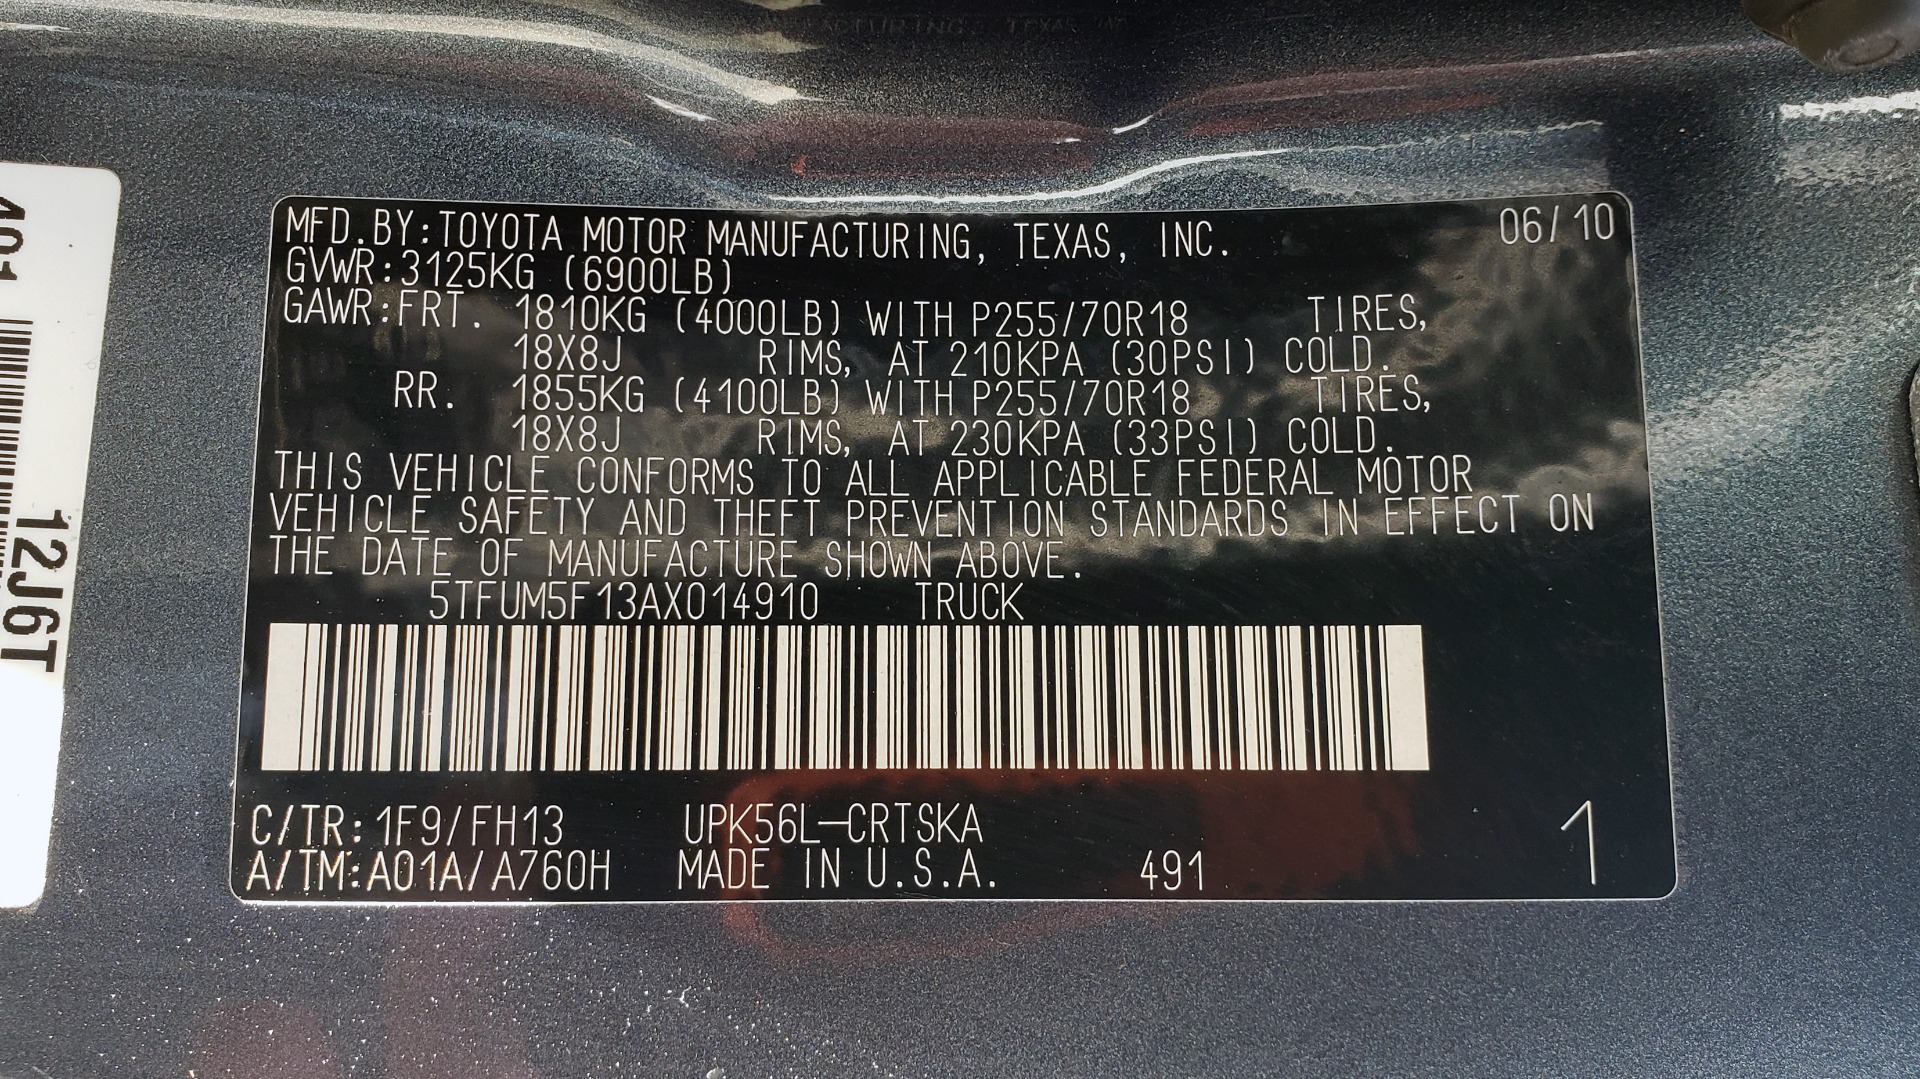 MFD.BY:TOYOTA MOTOR MANUFACTURING, TEXAS, INC. 06/10
GVWR:3125KG (6900LB)
GAWR:FRT. 1810KG (4000LB) WITH P255/70R18 TIRES,
18X8J RIMS, AT 210KPA (30PSI) COLD.
RR. 1855KG (4100LB) WITH P255/70R18 TIRES,
18X8J RIMS, AT 230KPA (33PSI) COLD.
THIS VEHICLE CONFORMS TO ALL APPLICABLE FEDERAL MOTOR
VEHICLE SAFETY AND THEFT PREVENTION STANDARDS IN EFFECT ON
THE DATE OF MANUFACTURE SHOWN ABOVE.
5TFUM5F13AX014910 TRUCK
C/TR:1F9/FH13 UPK56L-CRTSKA
A/TM:A01A/A760H MADE IN U.S.A. 491
1
12J6T